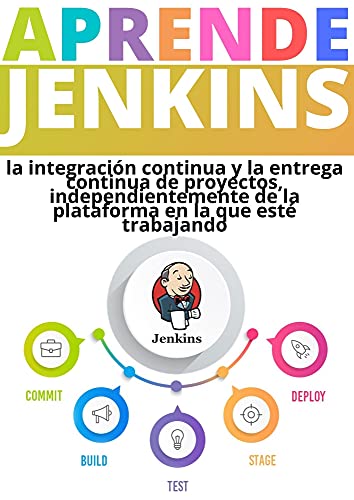 APRENDE
JENKINS
la integración continua y la entrega
continua de proyectos,
independientemente de la
plataforma en la que esté
trabajando
Jenkins
COMMIT
BUILD
TEST
STAGE
DEPLOY